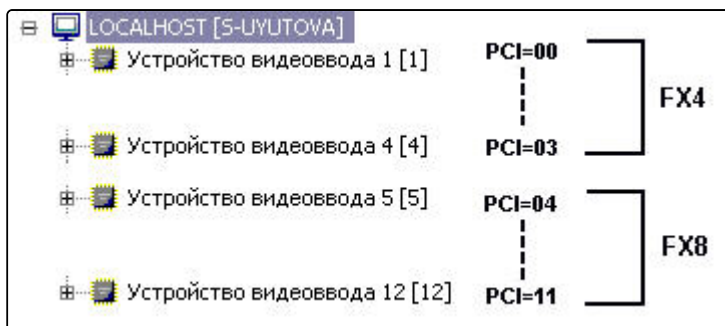 LOCALHOST [S-UYUTOVA]
Устройство видеоввода 1 [1] PCI=00
FX4
Устройство видеоввода 4 [4] PCI=03
Устройство видеоввода 5 [5] PCI=04
FX8
Устройство видеоввода 12 [12] PCI=11